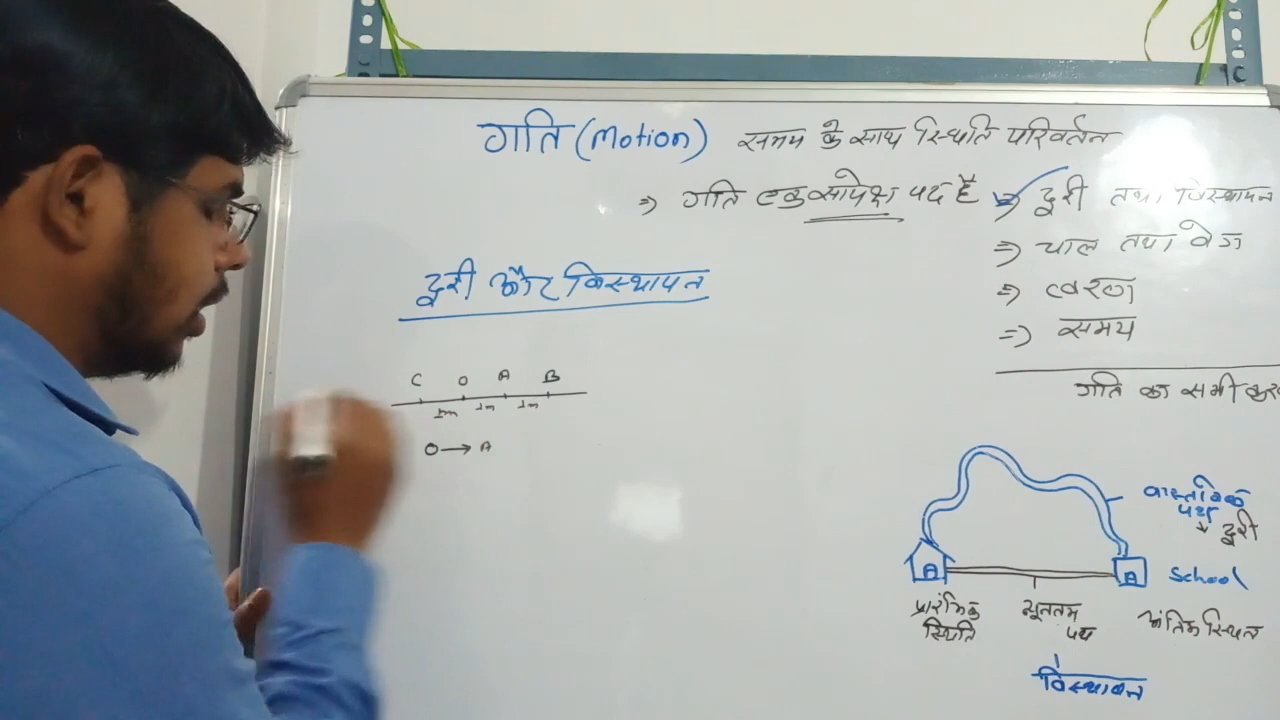 गति (Motion) समय के साथ स्थिति परिवर्तन
⇒ गति एक सापेक्ष पद है
⇒ दूरी तथा विस्थापन
⇒ चाल तथा वेग
⇒ त्वरण
⇒ समय
गति का समीकर
दूरी और विस्थापन
C O A B
1m 1m 1m
O → A
वास्तविक
पथ
↓ दूरी
School
प्रारंभिक
स्थिति
न्यूनतम
पथ
अंतिम स्थिति
विस्थापन